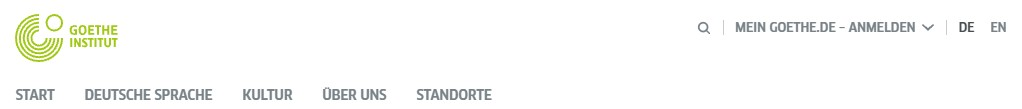 GOETHE
INSTITUT
MEIN GOETHE.DE – ANMELDEN DE EN
START DEUTSCHE SPRACHE KULTUR ÜBER UNS STANDORTE